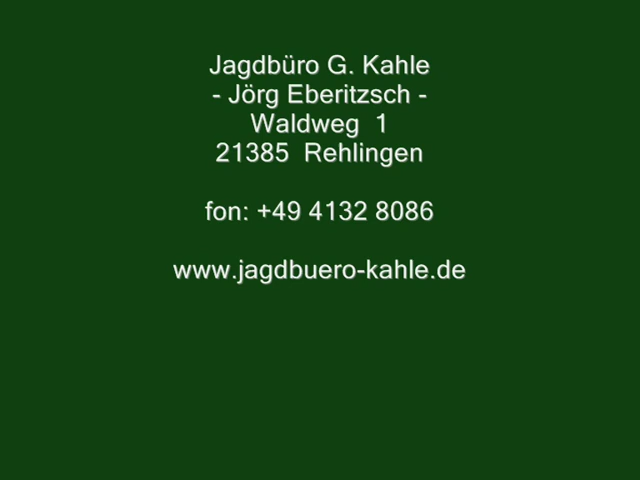 Jagdbüro G. Kahle
- Jörg Eberitzsch -
Waldweg  1
21385  Rehlingen
fon: +49 4132 8086
www.jagdbuero-kahle.de